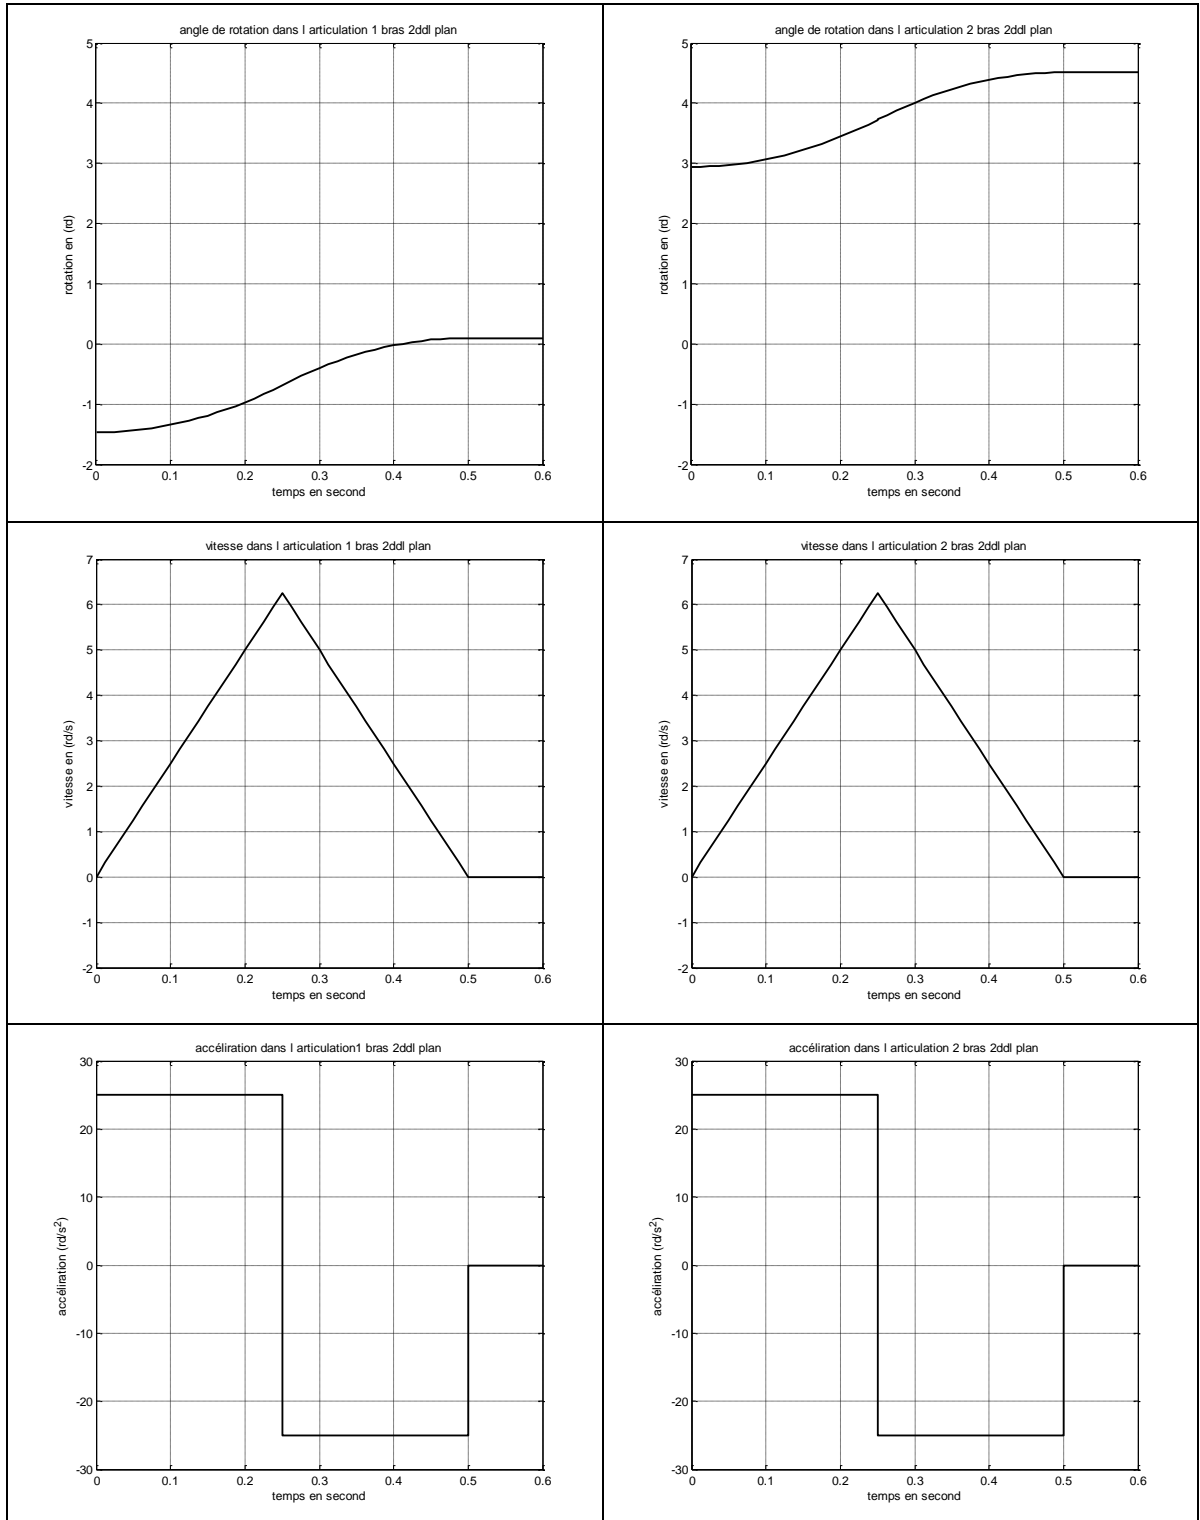 angle de rotation dans l articulation 1 bras 2ddl plan
5
4
3
2
1
0
-1
-2
rotation en (rd)
0 0.1 0.2 0.3 0.4 0.5 0.6
temps en second
angle de rotation dans l articulation 2 bras 2ddl plan
5
4
3
2
1
0
-1
-2
rotation en (rd)
0 0.1 0.2 0.3 0.4 0.5 0.6
temps en second
vitesse dans l articulation 1 bras 2ddl plan
7
6
5
4
3
2
1
0
-1
-2
vitesse en (rd/s)
0 0.1 0.2 0.3 0.4 0.5 0.6
temps en second
vitesse dans l articulation 2 bras 2ddl plan
7
6
5
4
3
2
1
0
-1
-2
vitesse en (rd/s)
0 0.1 0.2 0.3 0.4 0.5 0.6
temps en second
accéliration dans l articulation1 bras 2ddl plan
30
20
10
0
-10
-20
-30
accéliration (rd/s²)
0 0.1 0.2 0.3 0.4 0.5 0.6
temps en second
accéliration dans l articulation 2 bras 2ddl plan
30
20
10
0
-10
-20
-30
accéliration (rd/s²)
0 0.1 0.2 0.3 0.4 0.5 0.6
temps en second